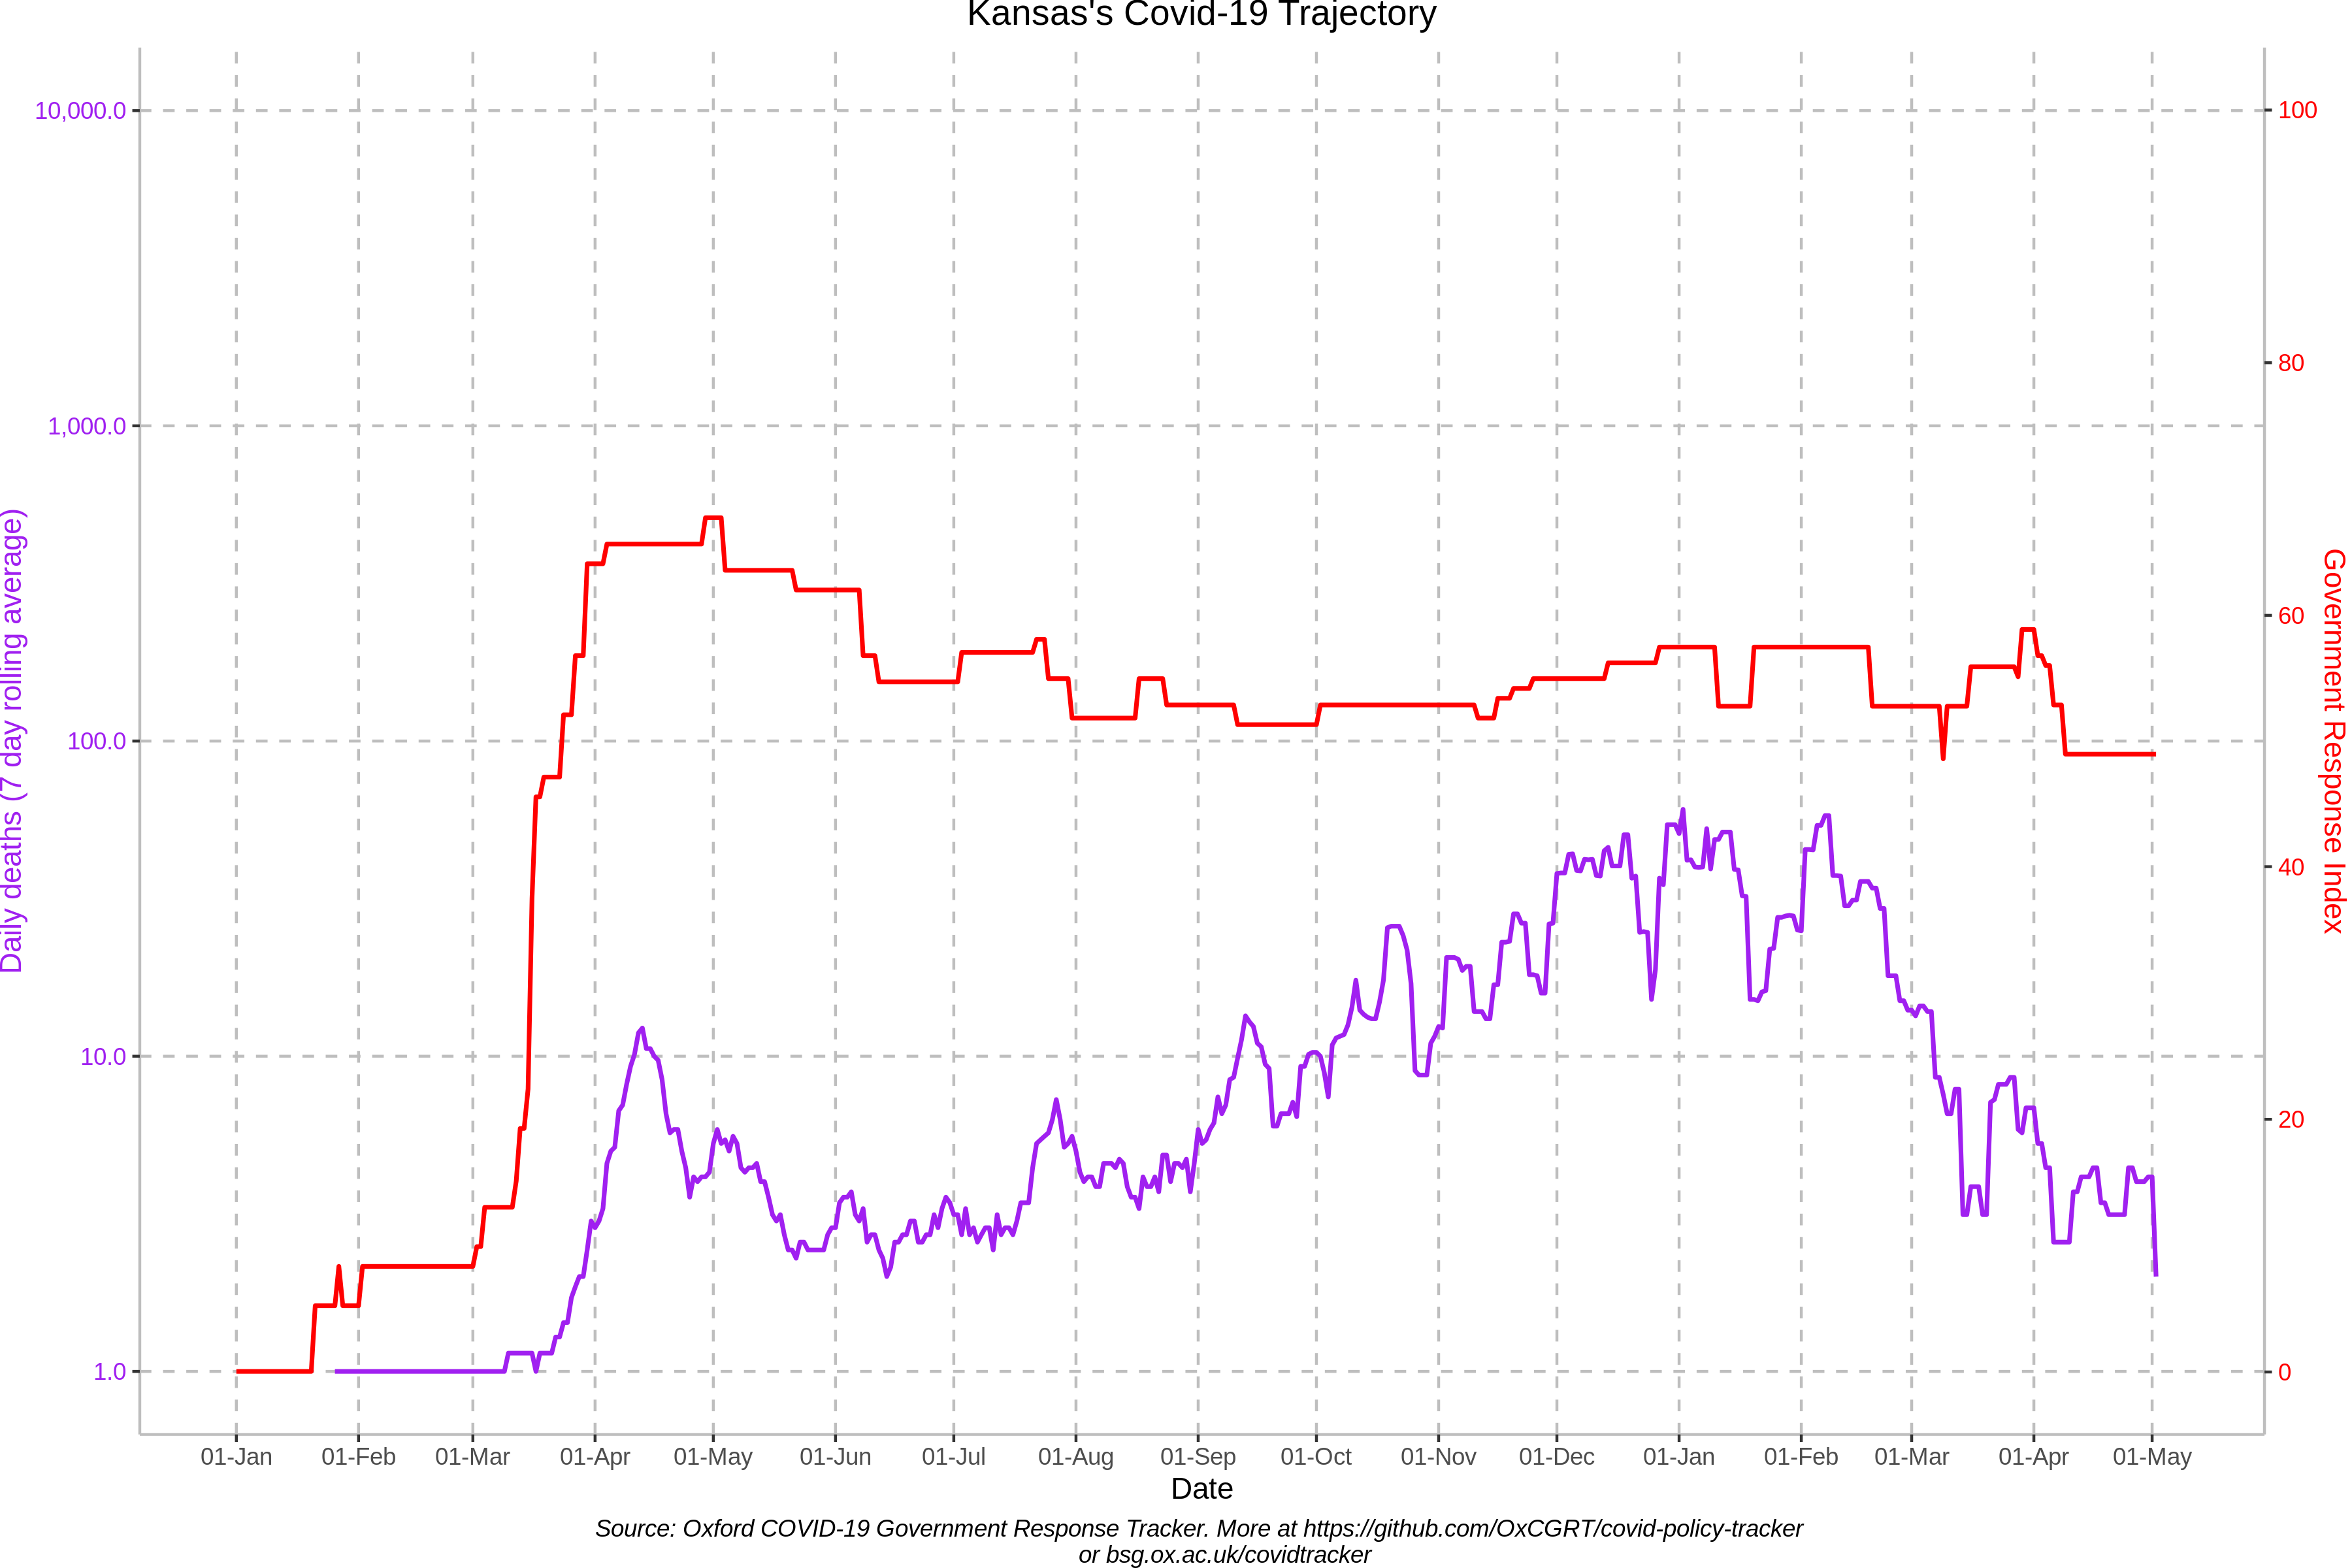 Kansas's Covid-19 Trajectory
10,000.0
1,000.0
100.0
10.0
1.0
Daily deaths (7 day rolling average)
100
80
60
40
20
0
Government Response Index
01-Jan 01-Feb 01-Mar 01-Apr 01-May 01-Jun 01-Jul 01-Aug 01-Sep 01-Oct 01-Nov 01-Dec 01-Jan 01-Feb 01-Mar 01-Apr 01-May
Date
Source: Oxford COVID-19 Government Response Tracker. More at https://github.com/OxCGRT/covid-policy-tracker
or bsg.ox.ac.uk/covidtracker